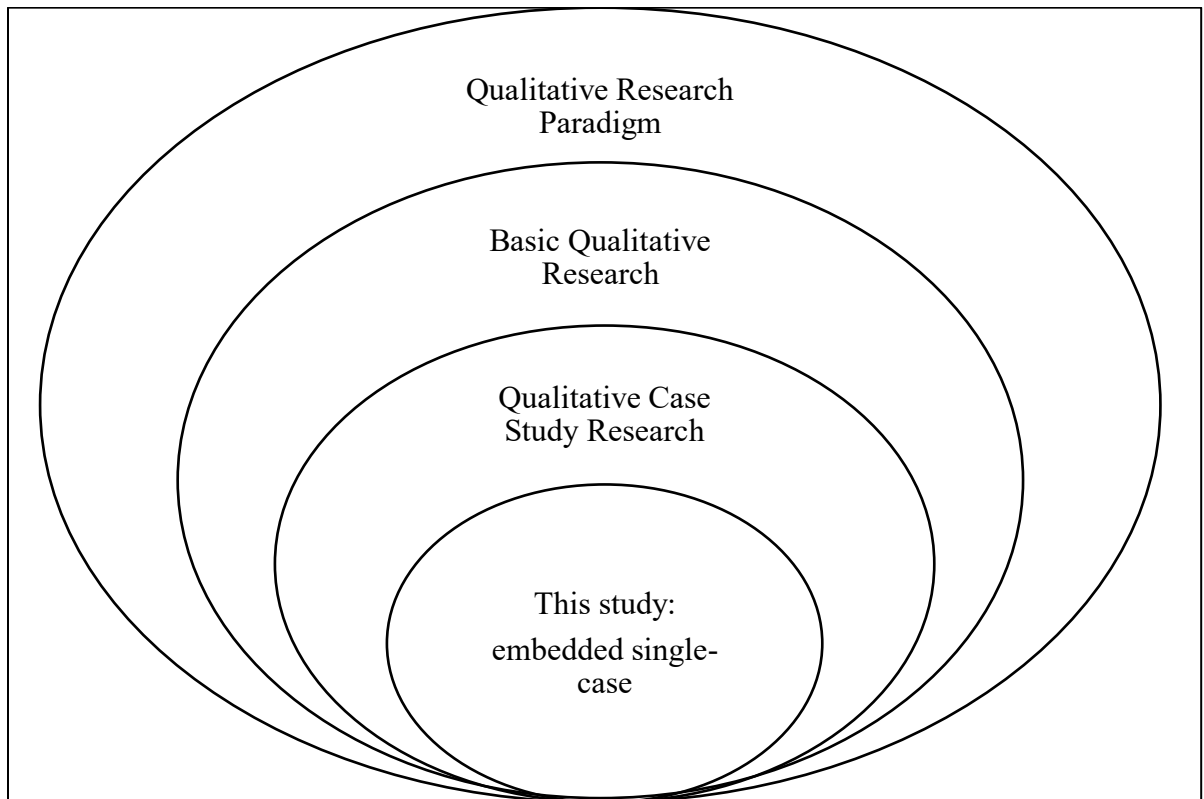 Qualitative Research
Paradigm
Basic Qualitative
Research
Qualitative Case
Study Research
This study:
embedded single-
case